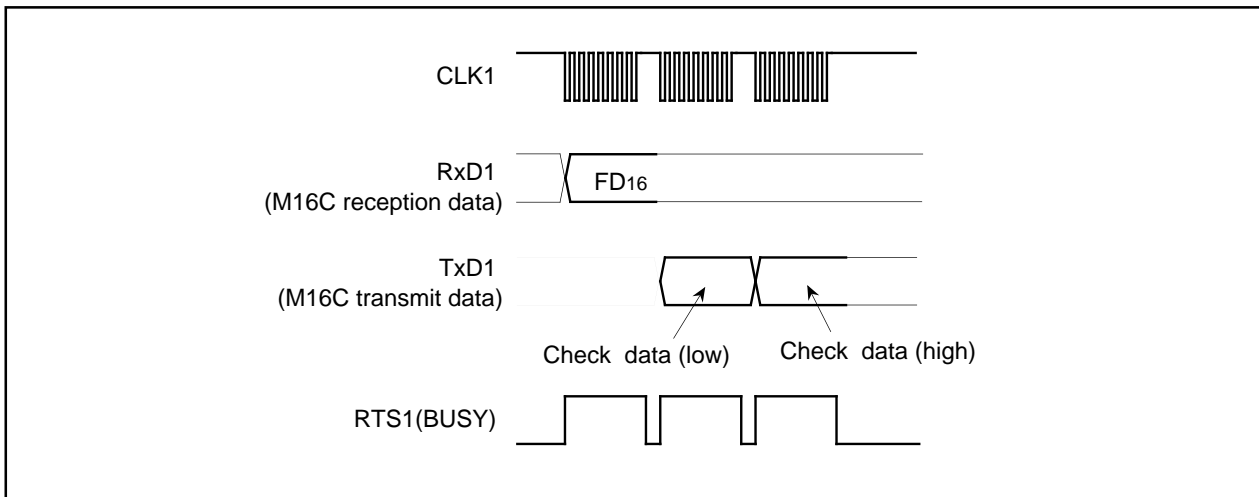 CLK1
RxD1
(M16C reception data)
FD16
TxD1
(M16C transmit data)
Check data (low)
Check data (high)
RTS1(BUSY)